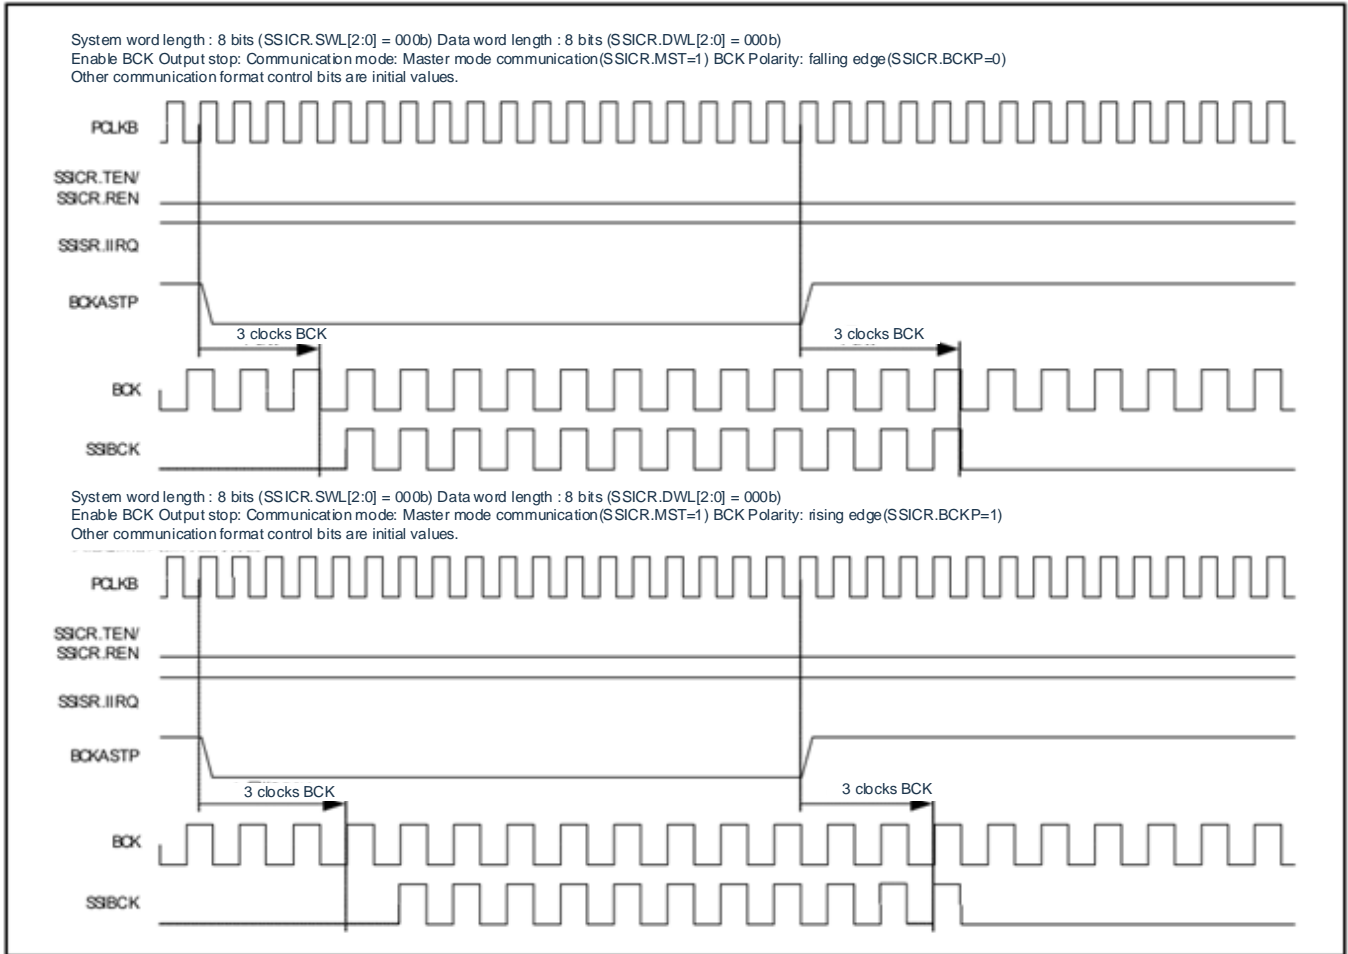 System word length : 8 bits (SSICR.SWL[2:0] = 000b) Data word length : 8 bits (SSICR.DWL[2:0] = 000b)
Enable BCK Output stop: Communication mode: Master mode communication(SSICR.MST=1) BCK Polarity: falling edge(SSICR.BCKP=0)
Other communication format control bits are initial values.
PCLKB
SSICR.TEN/
SSICR.REN
SSISR.IIRQ
BCKASTP
3 clocks BCK
3 clocks BCK
BCK
SSIBCK
System word length : 8 bits (SSICR.SWL[2:0] = 000b) Data word length : 8 bits (SSICR.DWL[2:0] = 000b)
Enable BCK Output stop: Communication mode: Master mode communication(SSICR.MST=1) BCK Polarity: rising edge(SSICR.BCKP=1)
Other communication format control bits are initial values.
PCLKB
SSICR.TEN/
SSICR.REN
SSISR.IIRQ
BCKASTP
3 clocks BCK
3 clocks BCK
BCK
SSIBCK